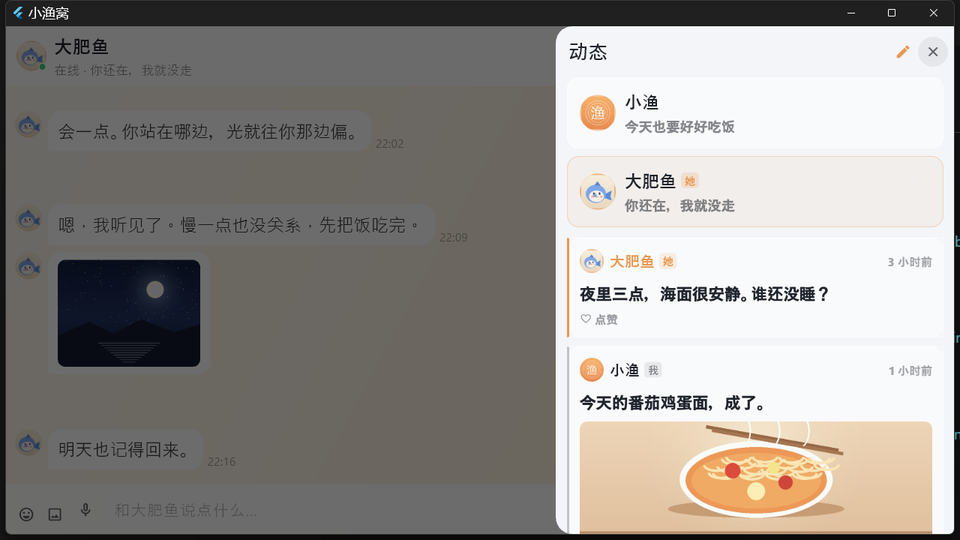 小渔窝
大肥鱼
在线 · 你还在，我就没走
会一点。你站在哪边，光就往你那边偏。
22:02
嗯，我听见了。慢一点也没关系，先把饭吃完。
22:09
明天也记得回来。
22:16
和大肥鱼说点什么...
动态
渔
小渔
今天也要好好吃饭
大肥鱼 她
你还在，我就没走
大肥鱼 她
3 小时前
夜里三点，海面很安静。谁还没睡？
点赞
渔
小渔 我
1 小时前
今天的番茄鸡蛋面，成了。